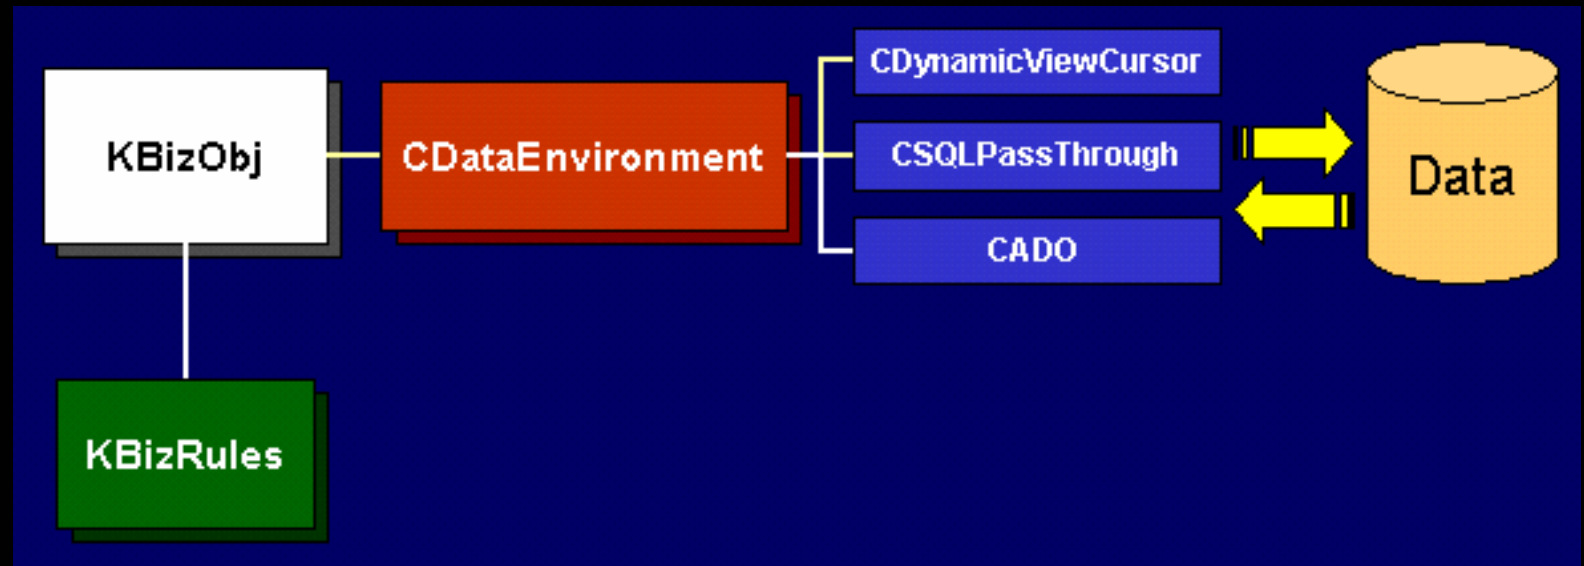 KBizObj
CDataEnvironment
CDynamicViewCursor
CSQLPassThrough
CADO
Data
KBizRules